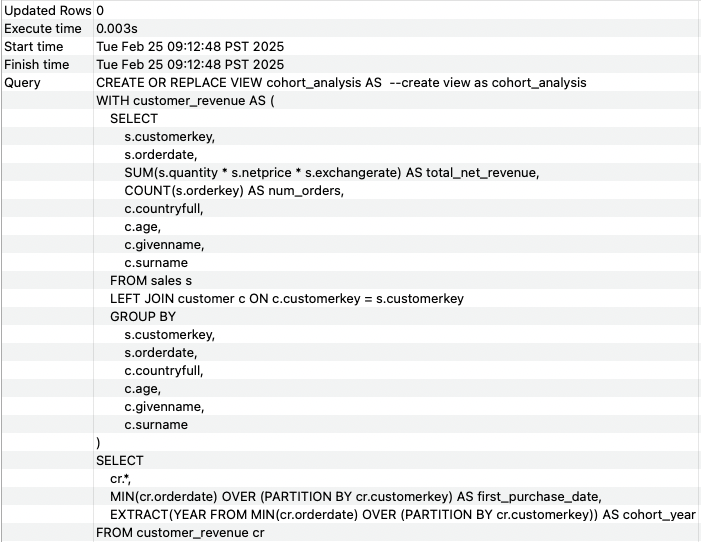 Updated Rows 0
Execute time 0.003s
Start time Tue Feb 25 09:12:48 PST 2025
Finish time Tue Feb 25 09:12:48 PST 2025
Query CREATE OR REPLACE VIEW cohort_analysis AS  --create view as cohort_analysis
WITH customer_revenue AS (
    SELECT
        s.customerkey,
        s.orderdate,
        SUM(s.quantity * s.netprice * s.exchangerate) AS total_net_revenue,
        COUNT(s.orderkey) AS num_orders,
        c.countryfull,
        c.age,
        c.givenname,
        c.surname
    FROM sales s
    LEFT JOIN customer c ON c.customerkey = s.customerkey
    GROUP BY
        s.customerkey,
        s.orderdate,
        c.countryfull,
        c.age,
        c.givenname,
        c.surname
)
SELECT
    cr.*,
    MIN(cr.orderdate) OVER (PARTITION BY cr.customerkey) AS first_purchase_date,
    EXTRACT(YEAR FROM MIN(cr.orderdate) OVER (PARTITION BY cr.customerkey)) AS cohort_year
FROM customer_revenue cr